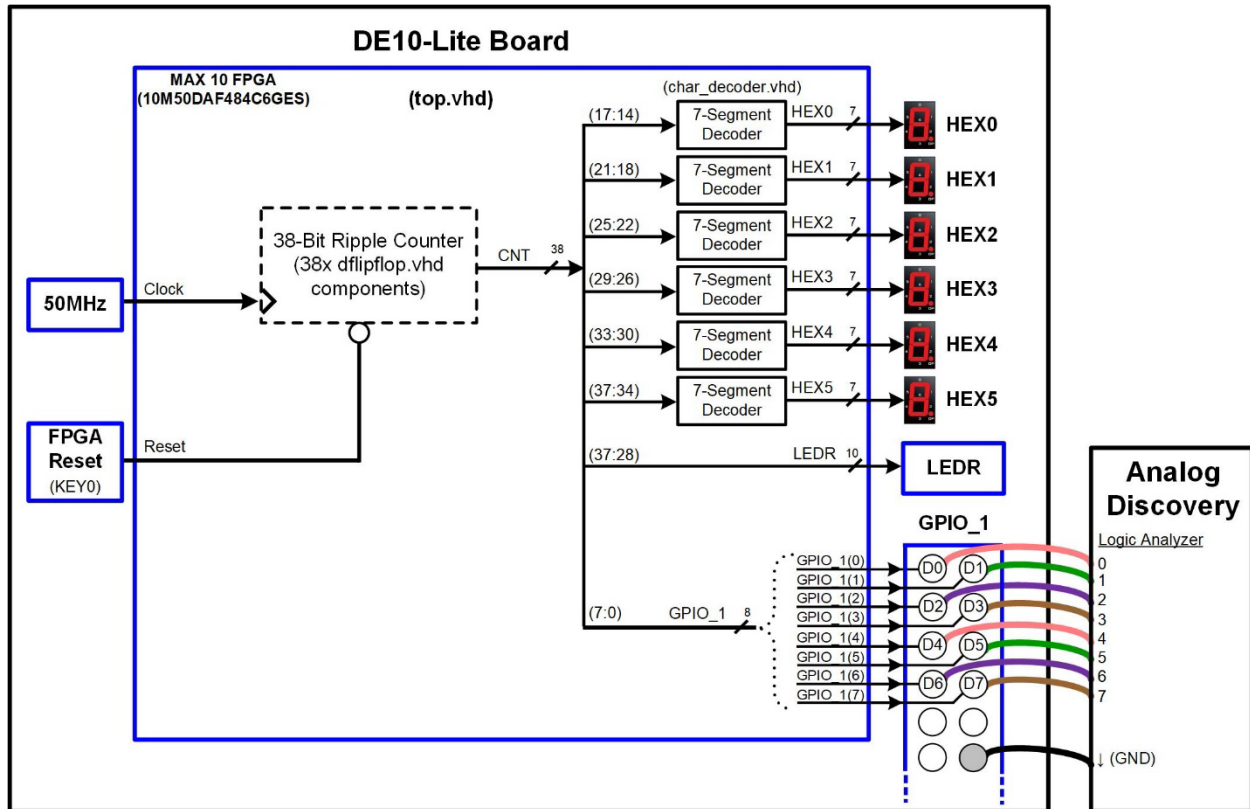 DE10-Lite Board
MAX 10 FPGA
(10M50DAF484C6GES)
(top.vhd)
(char_decoder.vhd)
(17:14)
7-Segment
Decoder
HEX0
7
HEX0
(21:18)
7-Segment
Decoder
HEX1
7
HEX1
(25:22)
7-Segment
Decoder
HEX2
7
HEX2
38-Bit Ripple Counter
(38x dflipflop.vhd
components)
CNT
38
(29:26)
7-Segment
Decoder
HEX3
7
HEX3
50MHz
Clock
(33:30)
7-Segment
Decoder
HEX4
7
HEX4
(37:34)
7-Segment
Decoder
HEX5
7
HEX5
FPGA
Reset
(KEY0)
Reset
(37:28)
LEDR
10
LEDR
Analog
Discovery
Logic Analyzer
GPIO_1
(7:0)
GPIO_1
8
GPIO_1(0)
GPIO_1(1)
GPIO_1(2)
GPIO_1(3)
GPIO_1(4)
GPIO_1(5)
GPIO_1(6)
GPIO_1(7)
D0
D1
D2
D3
D4
D5
D6
D7
0
1
2
3
4
5
6
7
↓ (GND)